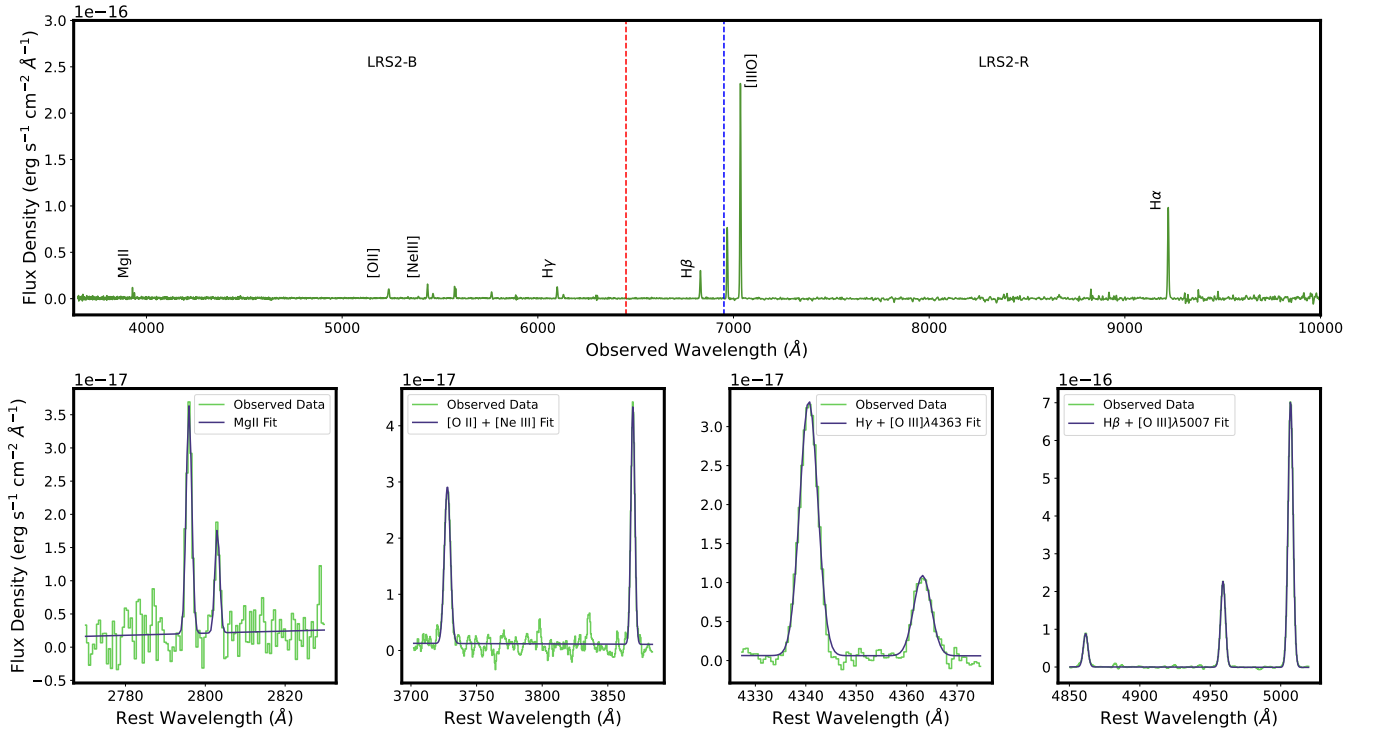 1e−16
3.0
2.5
2.0
1.5
1.0
0.5
0.0
Flux Density (erg s⁻¹ cm⁻² Å⁻¹)
LRS2-B
LRS2-R
MgII
[OII]
[NeIII]
Hγ
Hβ
[IIIO]
Hα
4000 5000 6000 7000 8000 9000 10000
Observed Wavelength (Å)
Flux Density (erg s⁻¹ cm⁻² Å⁻¹)
1e−17
3.5
3.0
2.5
2.0
1.5
1.0
0.5
0.0
−0.5
Observed Data
MgII Fit
2780 2800 2820
Rest Wavelength (Å)
1e−17
4
3
2
1
0
Observed Data
[O II] + [Ne III] Fit
3700 3750 3800 3850
Rest Wavelength (Å)
1e−17
3.0
2.5
2.0
1.5
1.0
0.5
0.0
Observed Data
Hγ + [O III]λ4363 Fit
4330 4340 4350 4360 4370
Rest Wavelength (Å)
1e−16
7
6
5
4
3
2
1
0
Observed Data
Hβ + [O III]λ5007 Fit
4850 4900 4950 5000
Rest Wavelength (Å)